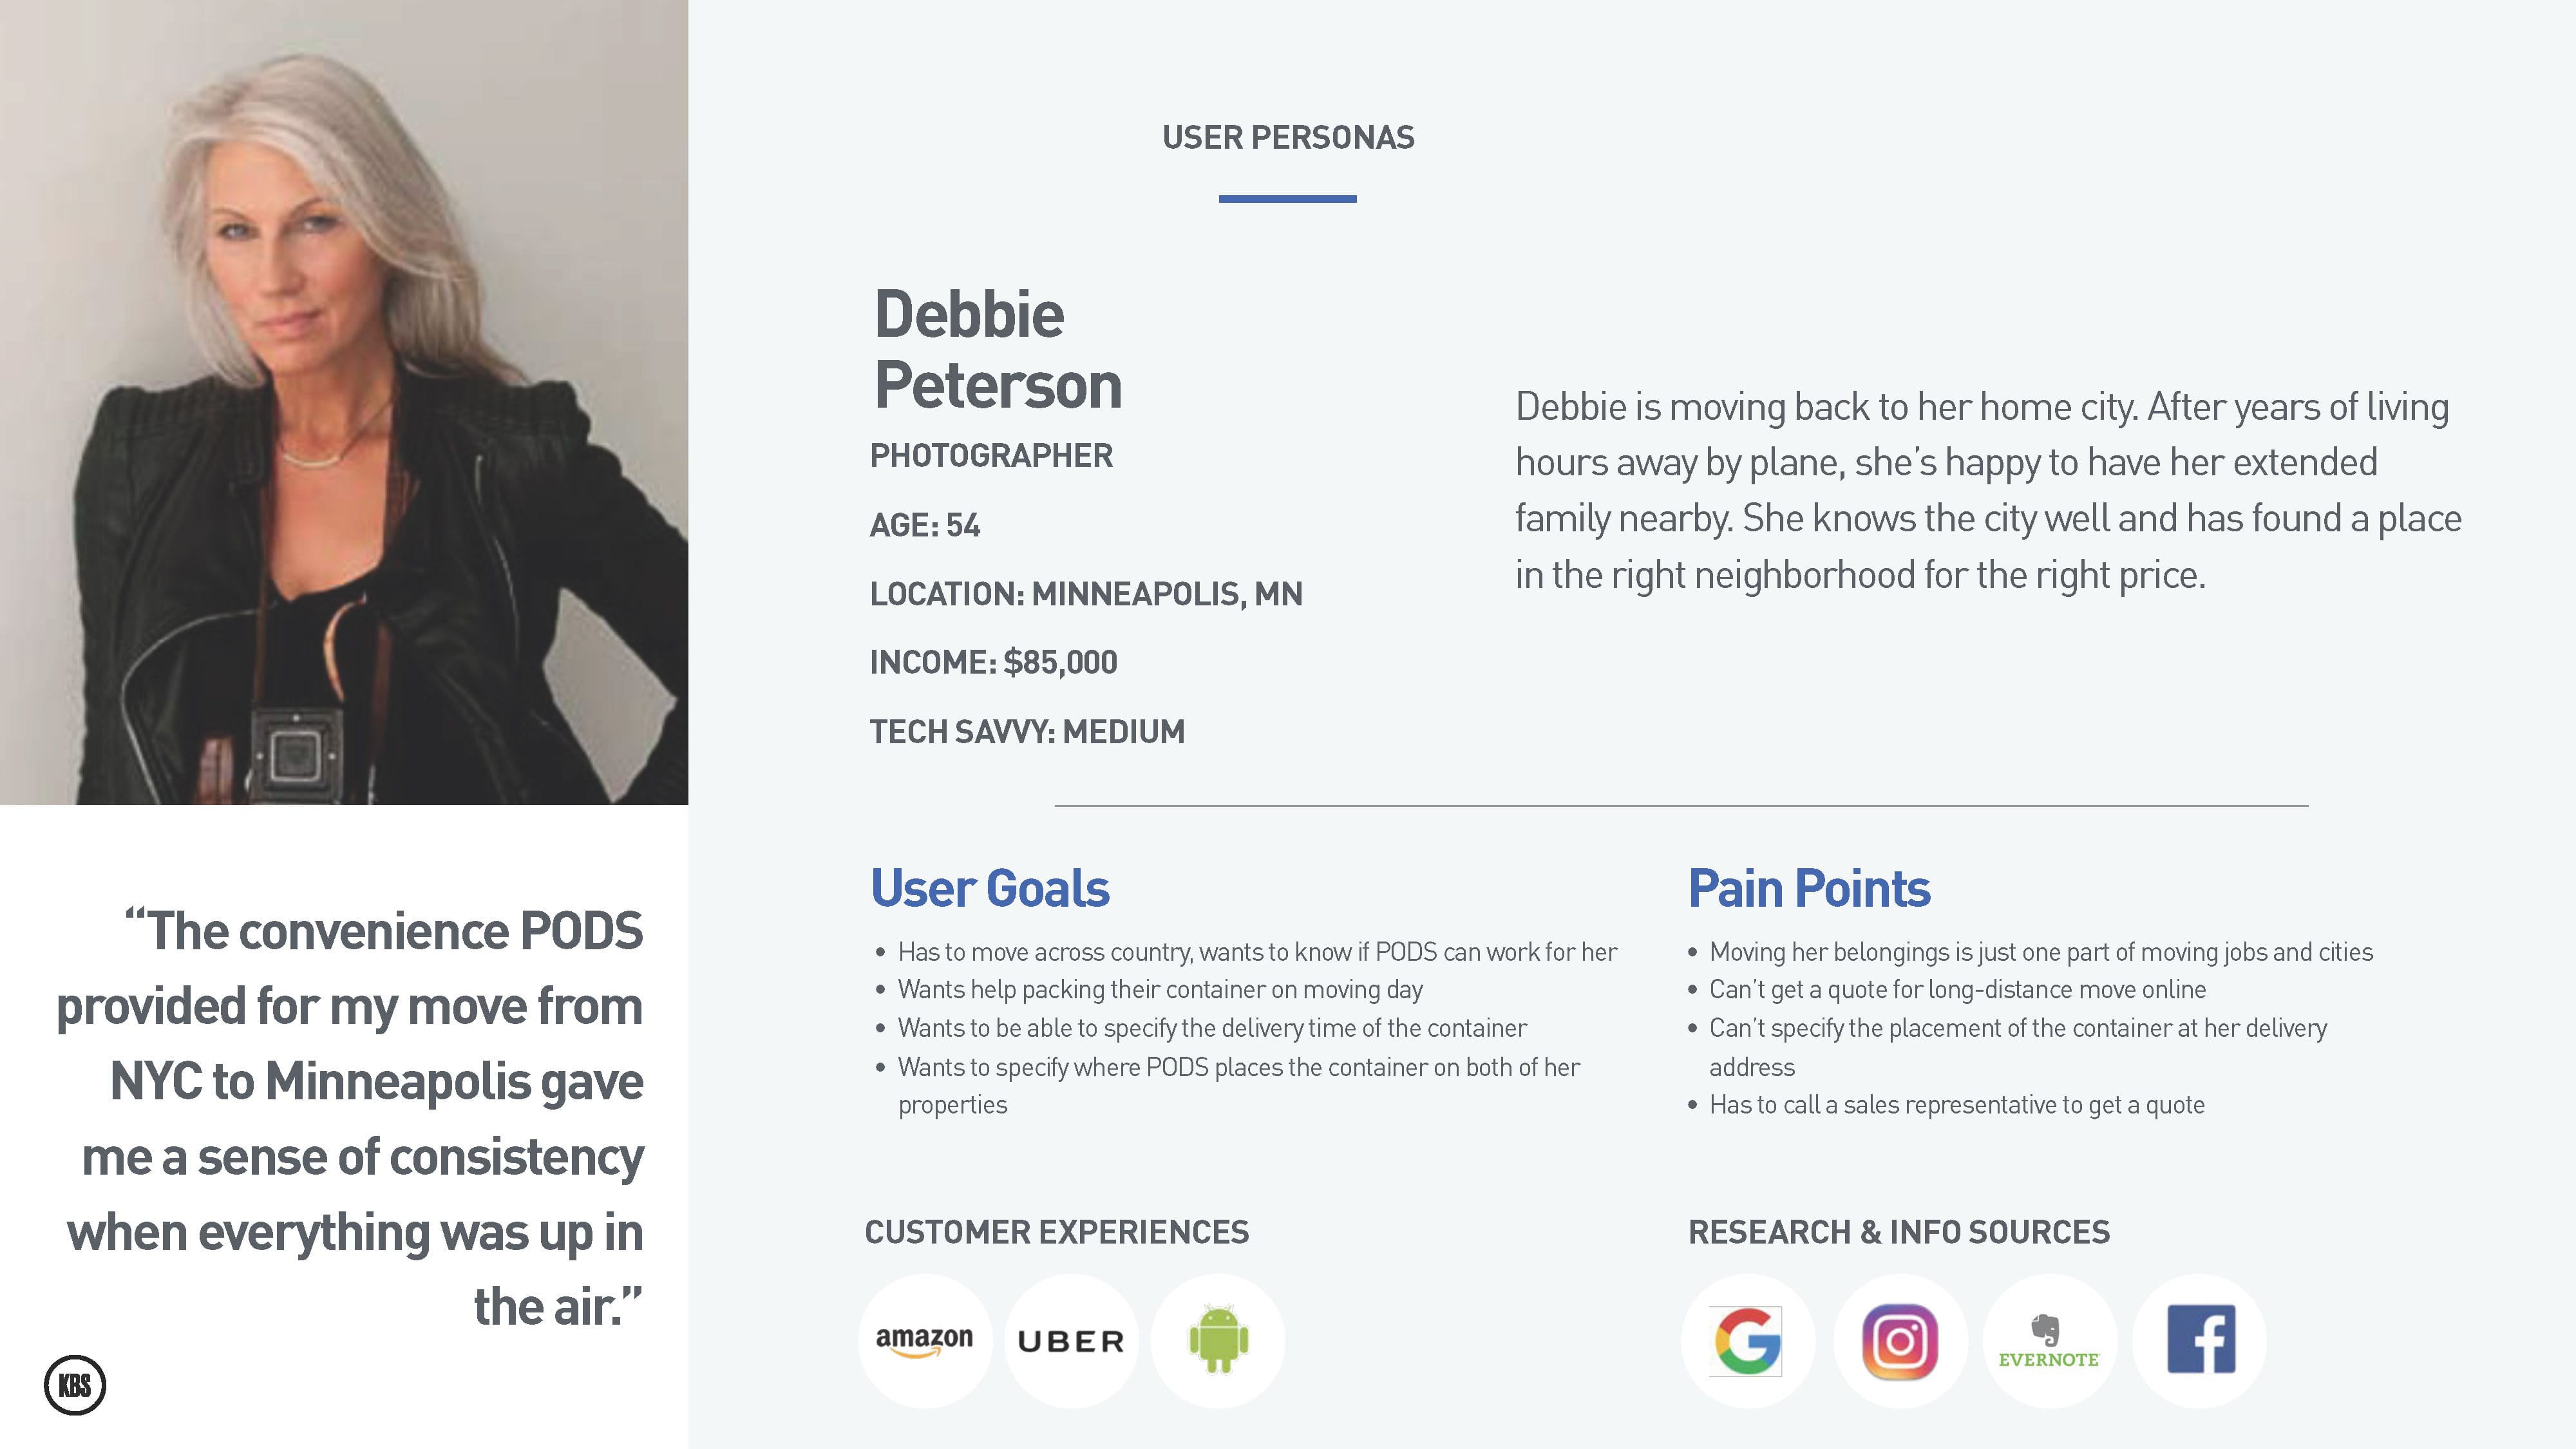 USER PERSONAS
Debbie
Peterson
PHOTOGRAPHER
AGE: 54
LOCATION: MINNEAPOLIS, MN
INCOME: $85,000
TECH SAVVY: MEDIUM
Debbie is moving back to her home city. After years of living
hours away by plane, she’s happy to have her extended
family nearby. She knows the city well and has found a place
in the right neighborhood for the right price.
“The convenience PODS
provided for my move from
NYC to Minneapolis gave
me a sense of consistency
when everything was up in
the air.”
KBS
User Goals
• Has to move across country, wants to know if PODS can work for her
• Wants help packing their container on moving day
• Wants to be able to specify the delivery time of the container
• Wants to specify where PODS places the container on both of her
properties
Pain Points
• Moving her belongings is just one part of moving jobs and cities
• Can’t get a quote for long-distance move online
• Can’t specify the placement of the container at her delivery
address
• Has to call a sales representative to get a quote
CUSTOMER EXPERIENCES
amazon
UBER
RESEARCH & INFO SOURCES
G
EVERNOTE
f